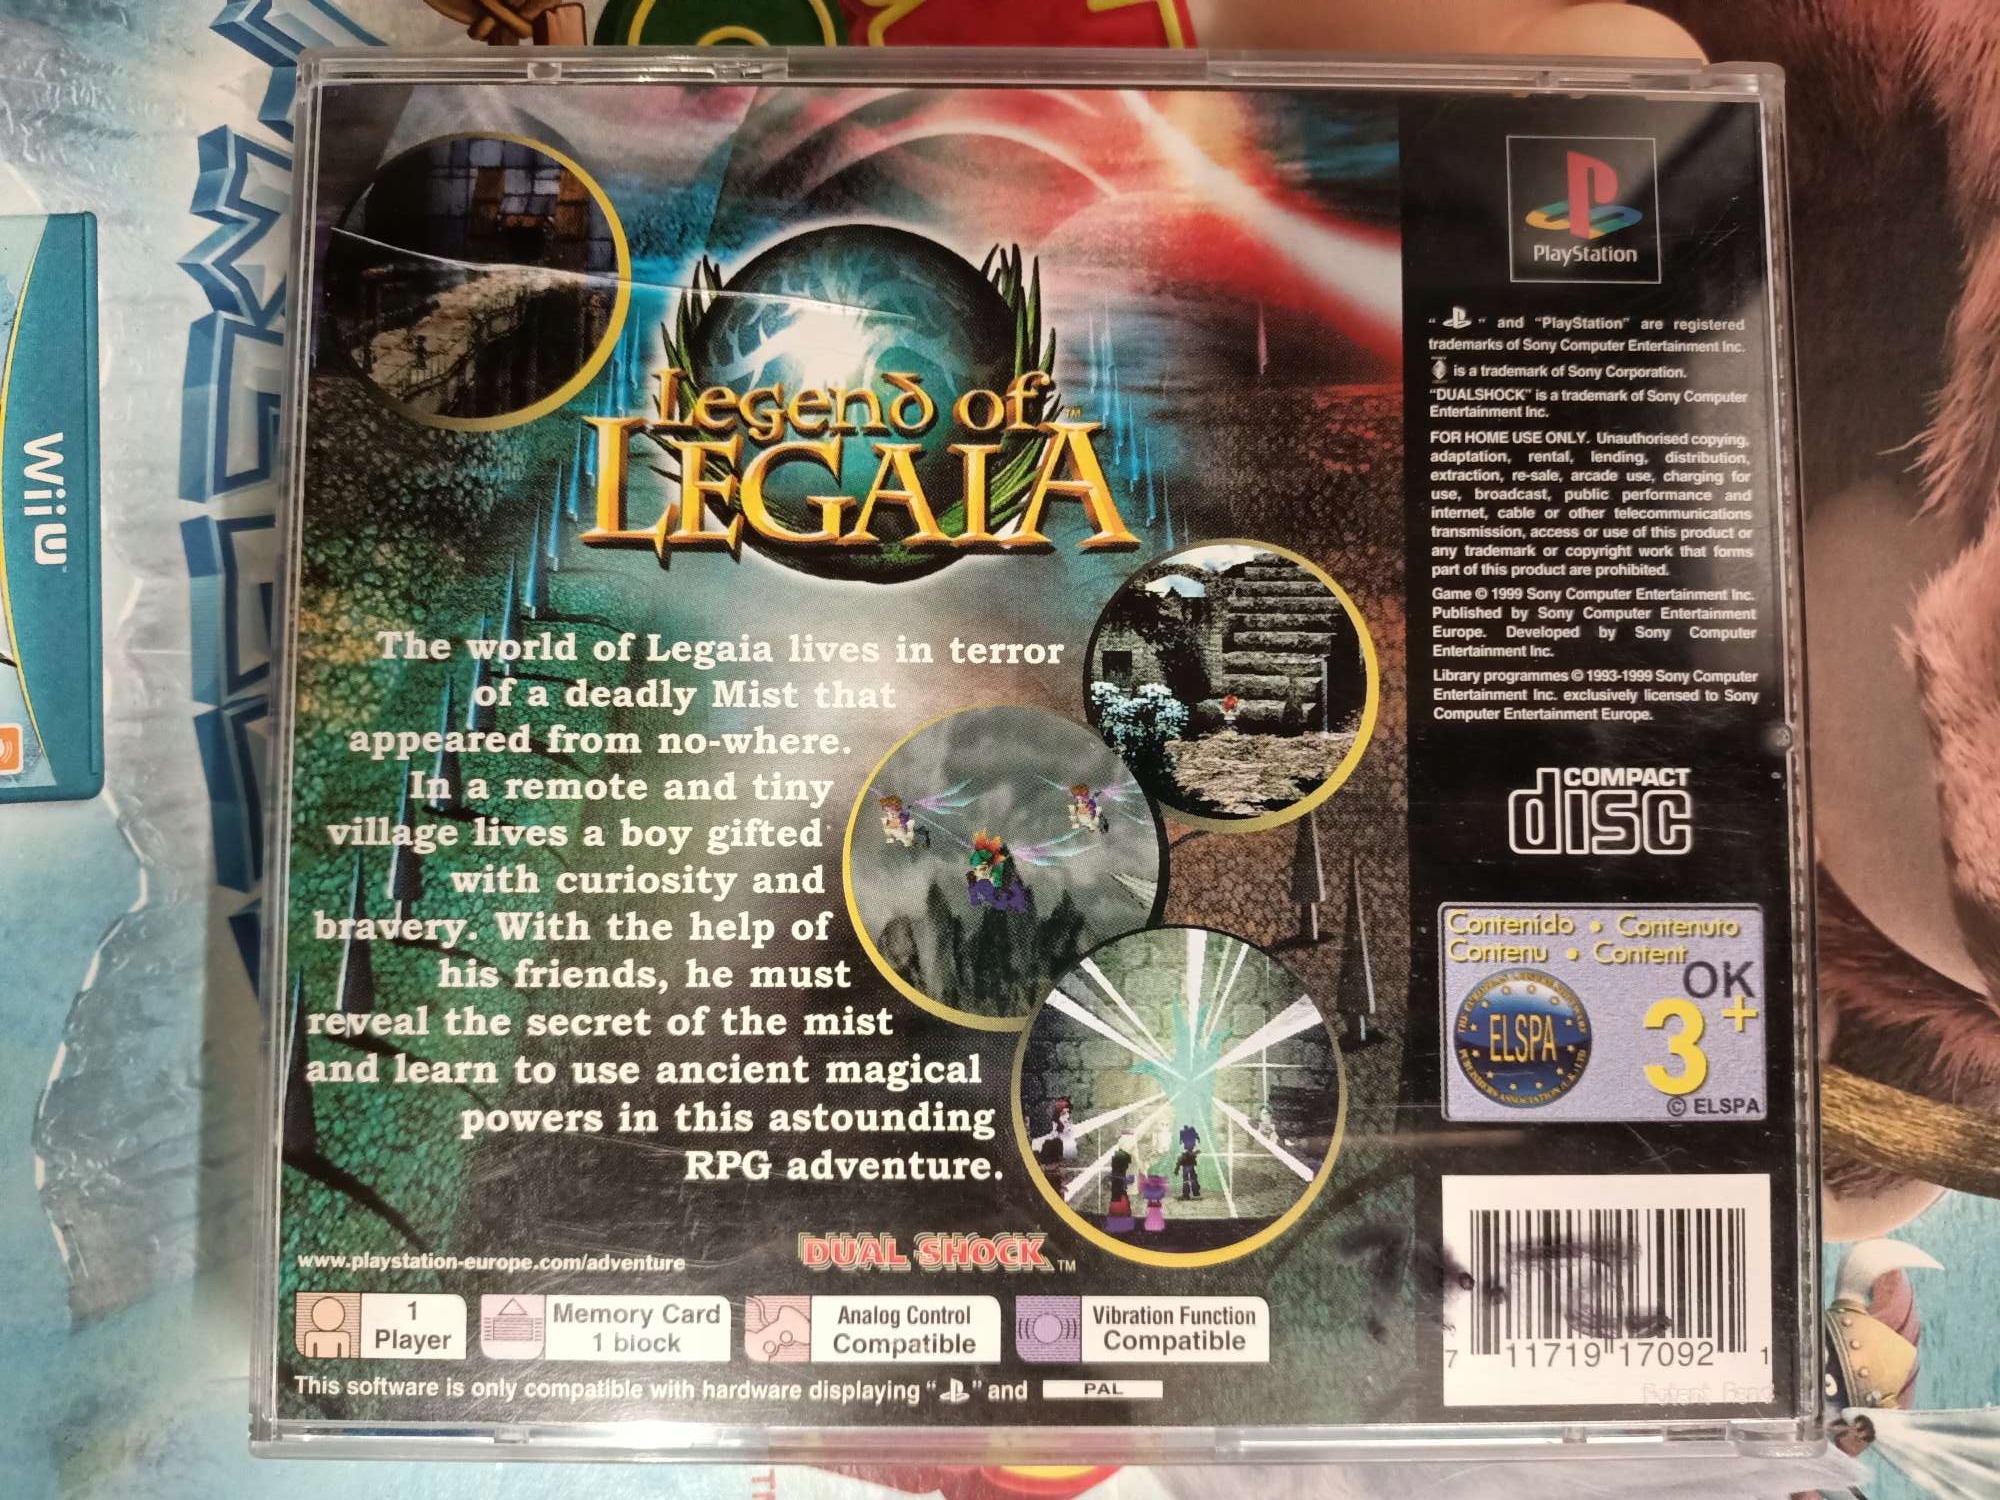 Legend of
LEGAIA
™
The world of Legaia lives in terror
of a deadly Mist that
appeared from no-where.
In a remote and tiny
village lives a boy gifted
with curiosity and
bravery. With the help of
his friends, he must
reveal the secret of the mist
and learn to use ancient magical
powers in this astounding
RPG adventure.
www.playstation-europe.com/adventure
DUAL SHOCK™
1
Player
Memory Card
1 block
Analog Control
Compatible
Vibration Function
Compatible
This software is only compatible with hardware displaying " " and PAL
PlayStation
" " and "PlayStation" are registered
trademarks of Sony Computer Entertainment Inc.
is a trademark of Sony Corporation.
"DUALSHOCK" is a trademark of Sony Computer
Entertainment Inc.
FOR HOME USE ONLY. Unauthorised copying,
adaptation, rental, lending, distribution,
extraction, re-sale, arcade use, charging for
use, broadcast, public performance and
internet, cable or other telecommunications
transmission, access or use of this product or
any trademark or copyright work that forms
part of this product are prohibited.
Game © 1999 Sony Computer Entertainment Inc.
Published by Sony Computer Entertainment
Europe. Developed by Sony Computer
Entertainment Inc.
Library programmes © 1993-1999 Sony Computer
Entertainment Inc. exclusively licensed to Sony
Computer Entertainment Europe.
COMPACT
disc
Contenido • Contenuto
Contenu • Content
OK
ELSPA
3+
© ELSPA
7 11719 17092 1
Wii U